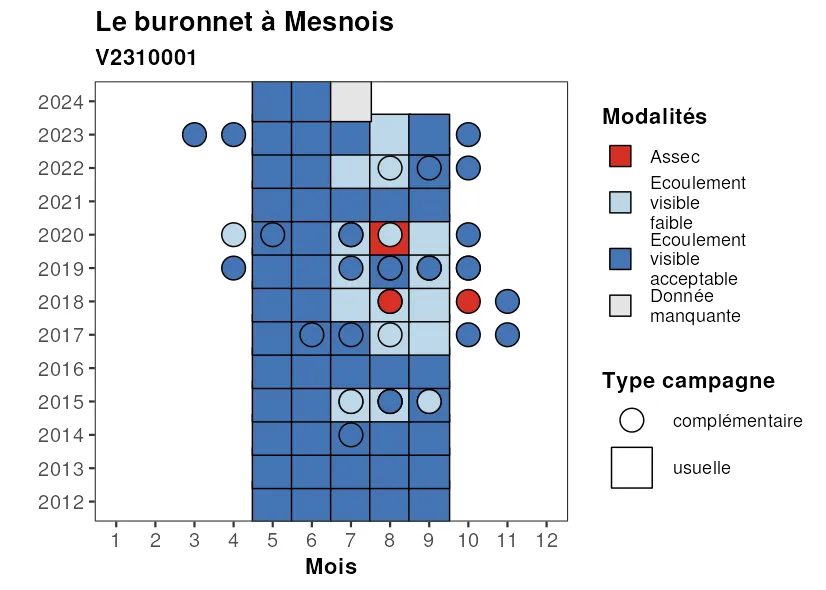 Le buronnet à Mesnois
V2310001
2024
2023
2022
2021
2020
2019
2018
2017
2016
2015
2014
2013
2012
1 2 3 4 5 6 7 8 9 10 11 12
Mois
Modalités
Assec
Ecoulement
visible
faible
Ecoulement
visible
acceptable
Donnée
manquante
Type campagne
complémentaire
usuelle